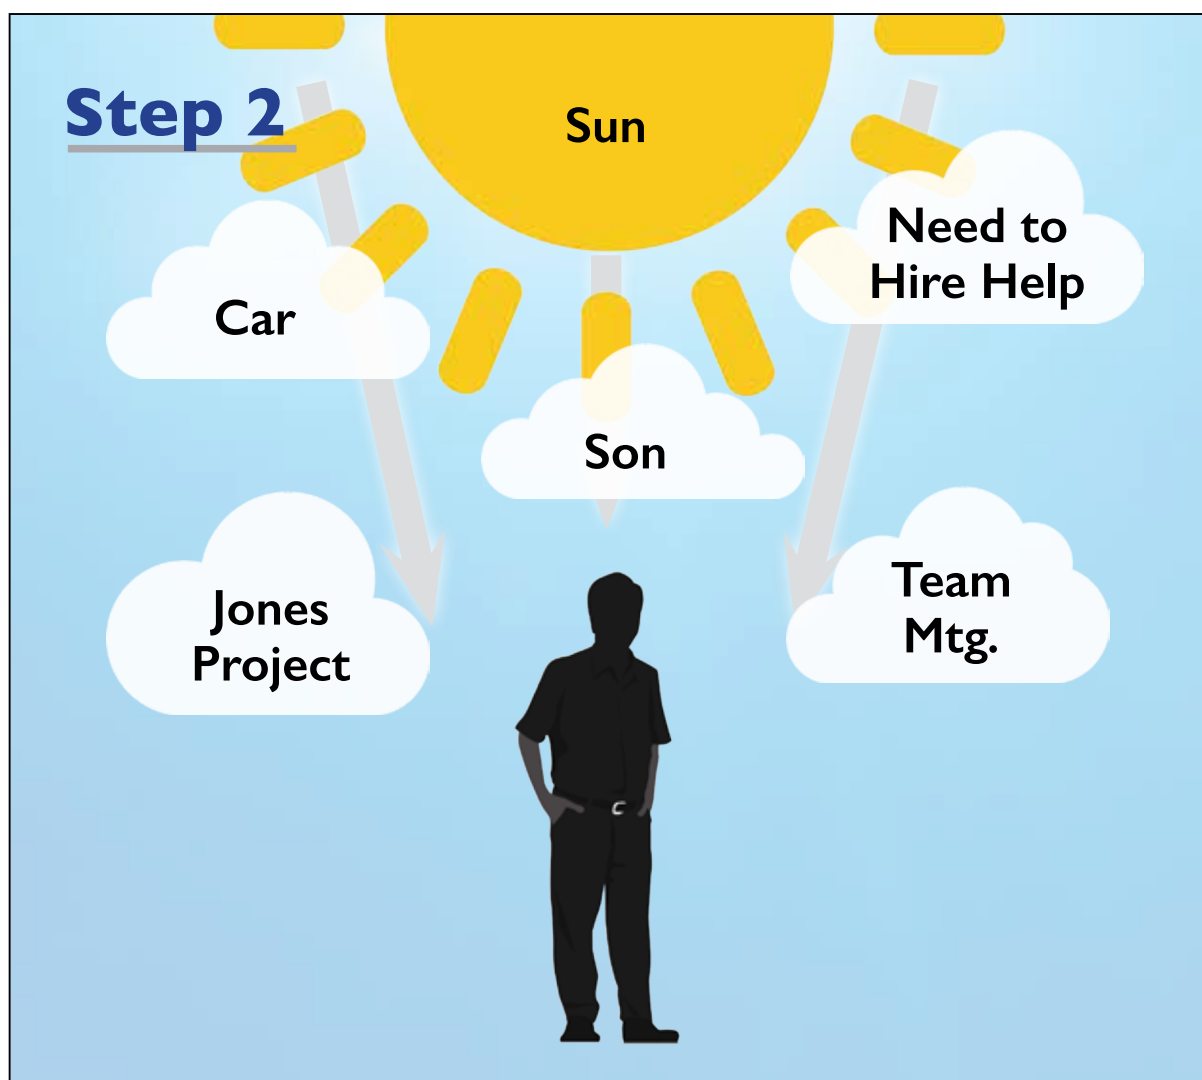 Step 2
Sun
Need to
Hire Help
Car
Son
Jones
Project
Team
Mtg.